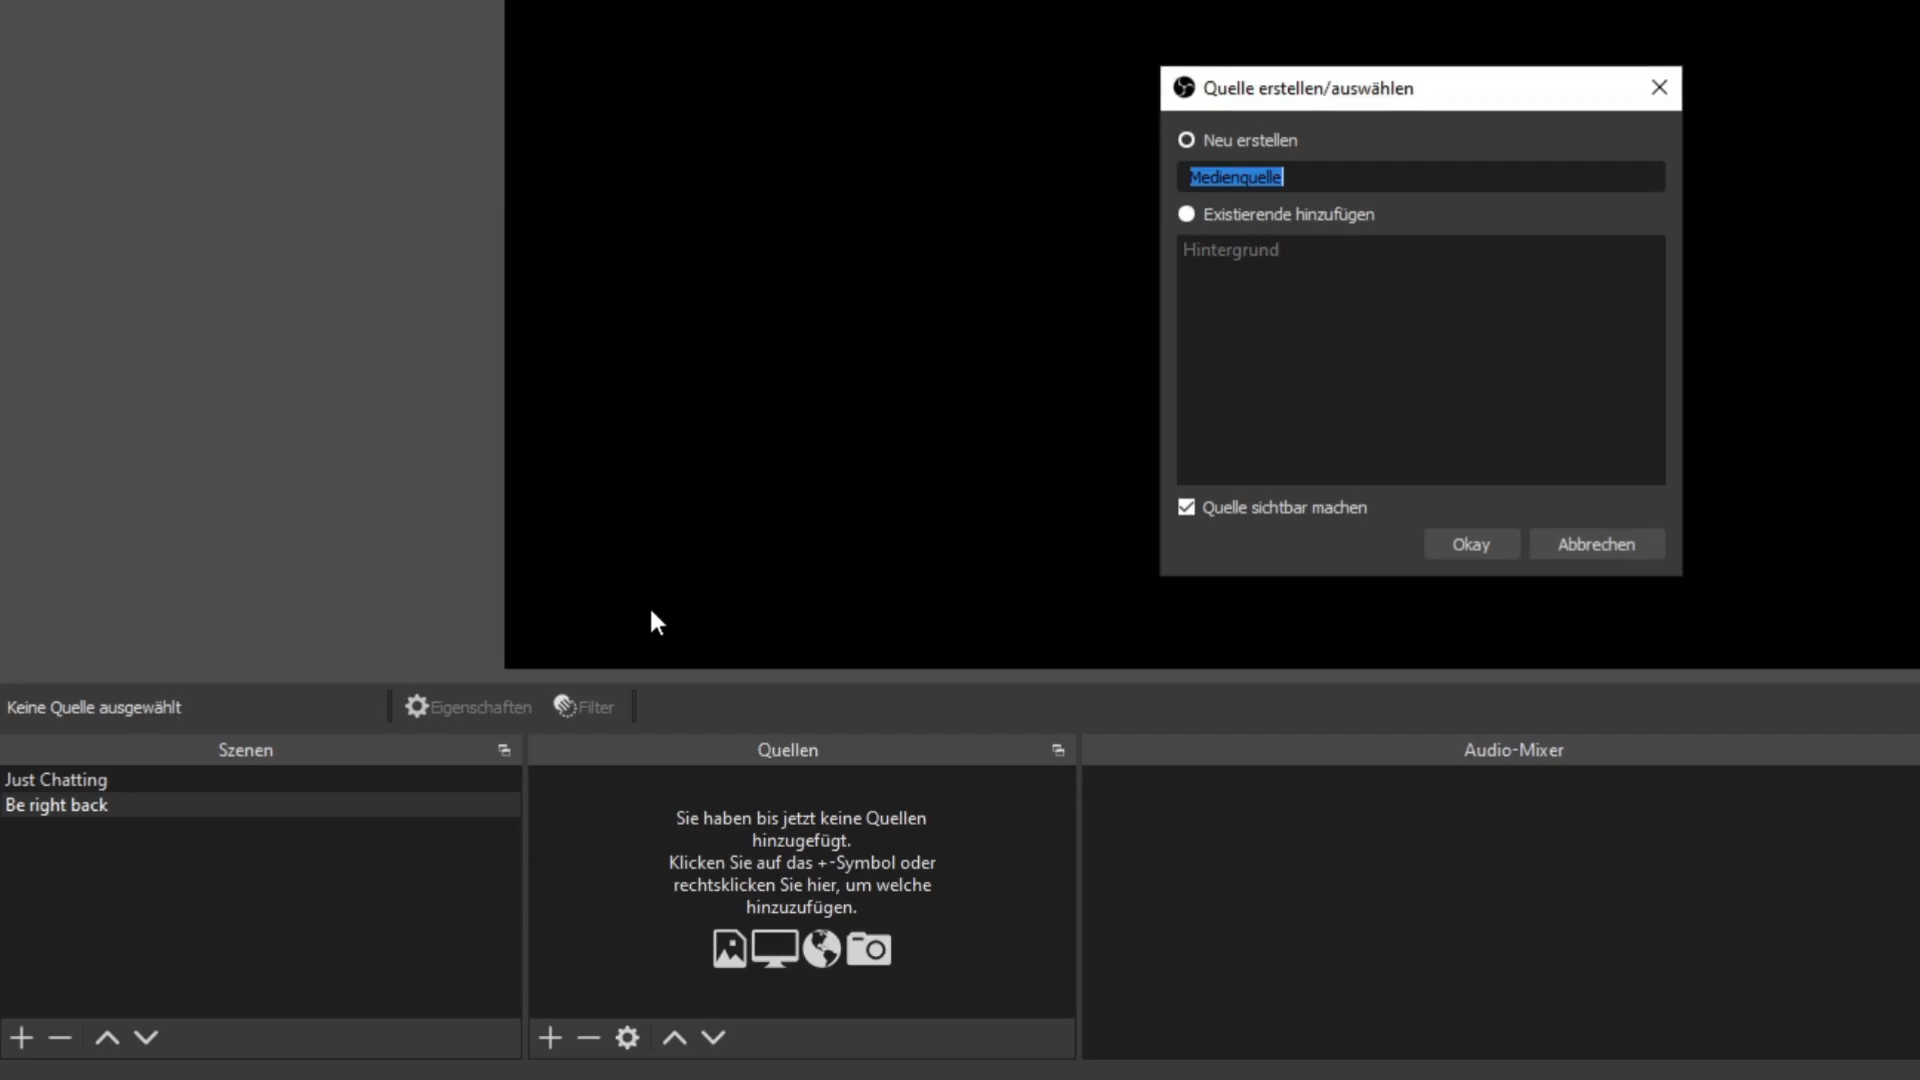 Quelle erstellen/auswählen
Neu erstellen
Medienquelle
Existierende hinzufügen
Hintergrund
Quelle sichtbar machen
Okay
Abbrechen
Keine Quelle ausgewählt
Eigenschaften
Filter
Szenen
Quellen
Audio-Mixer
Just Chatting
Be right back
Sie haben bis jetzt keine Quellen
hinzugefügt.
Klicken Sie auf das +-Symbol oder
rechtsklicken Sie hier, um welche
hinzuzufügen.